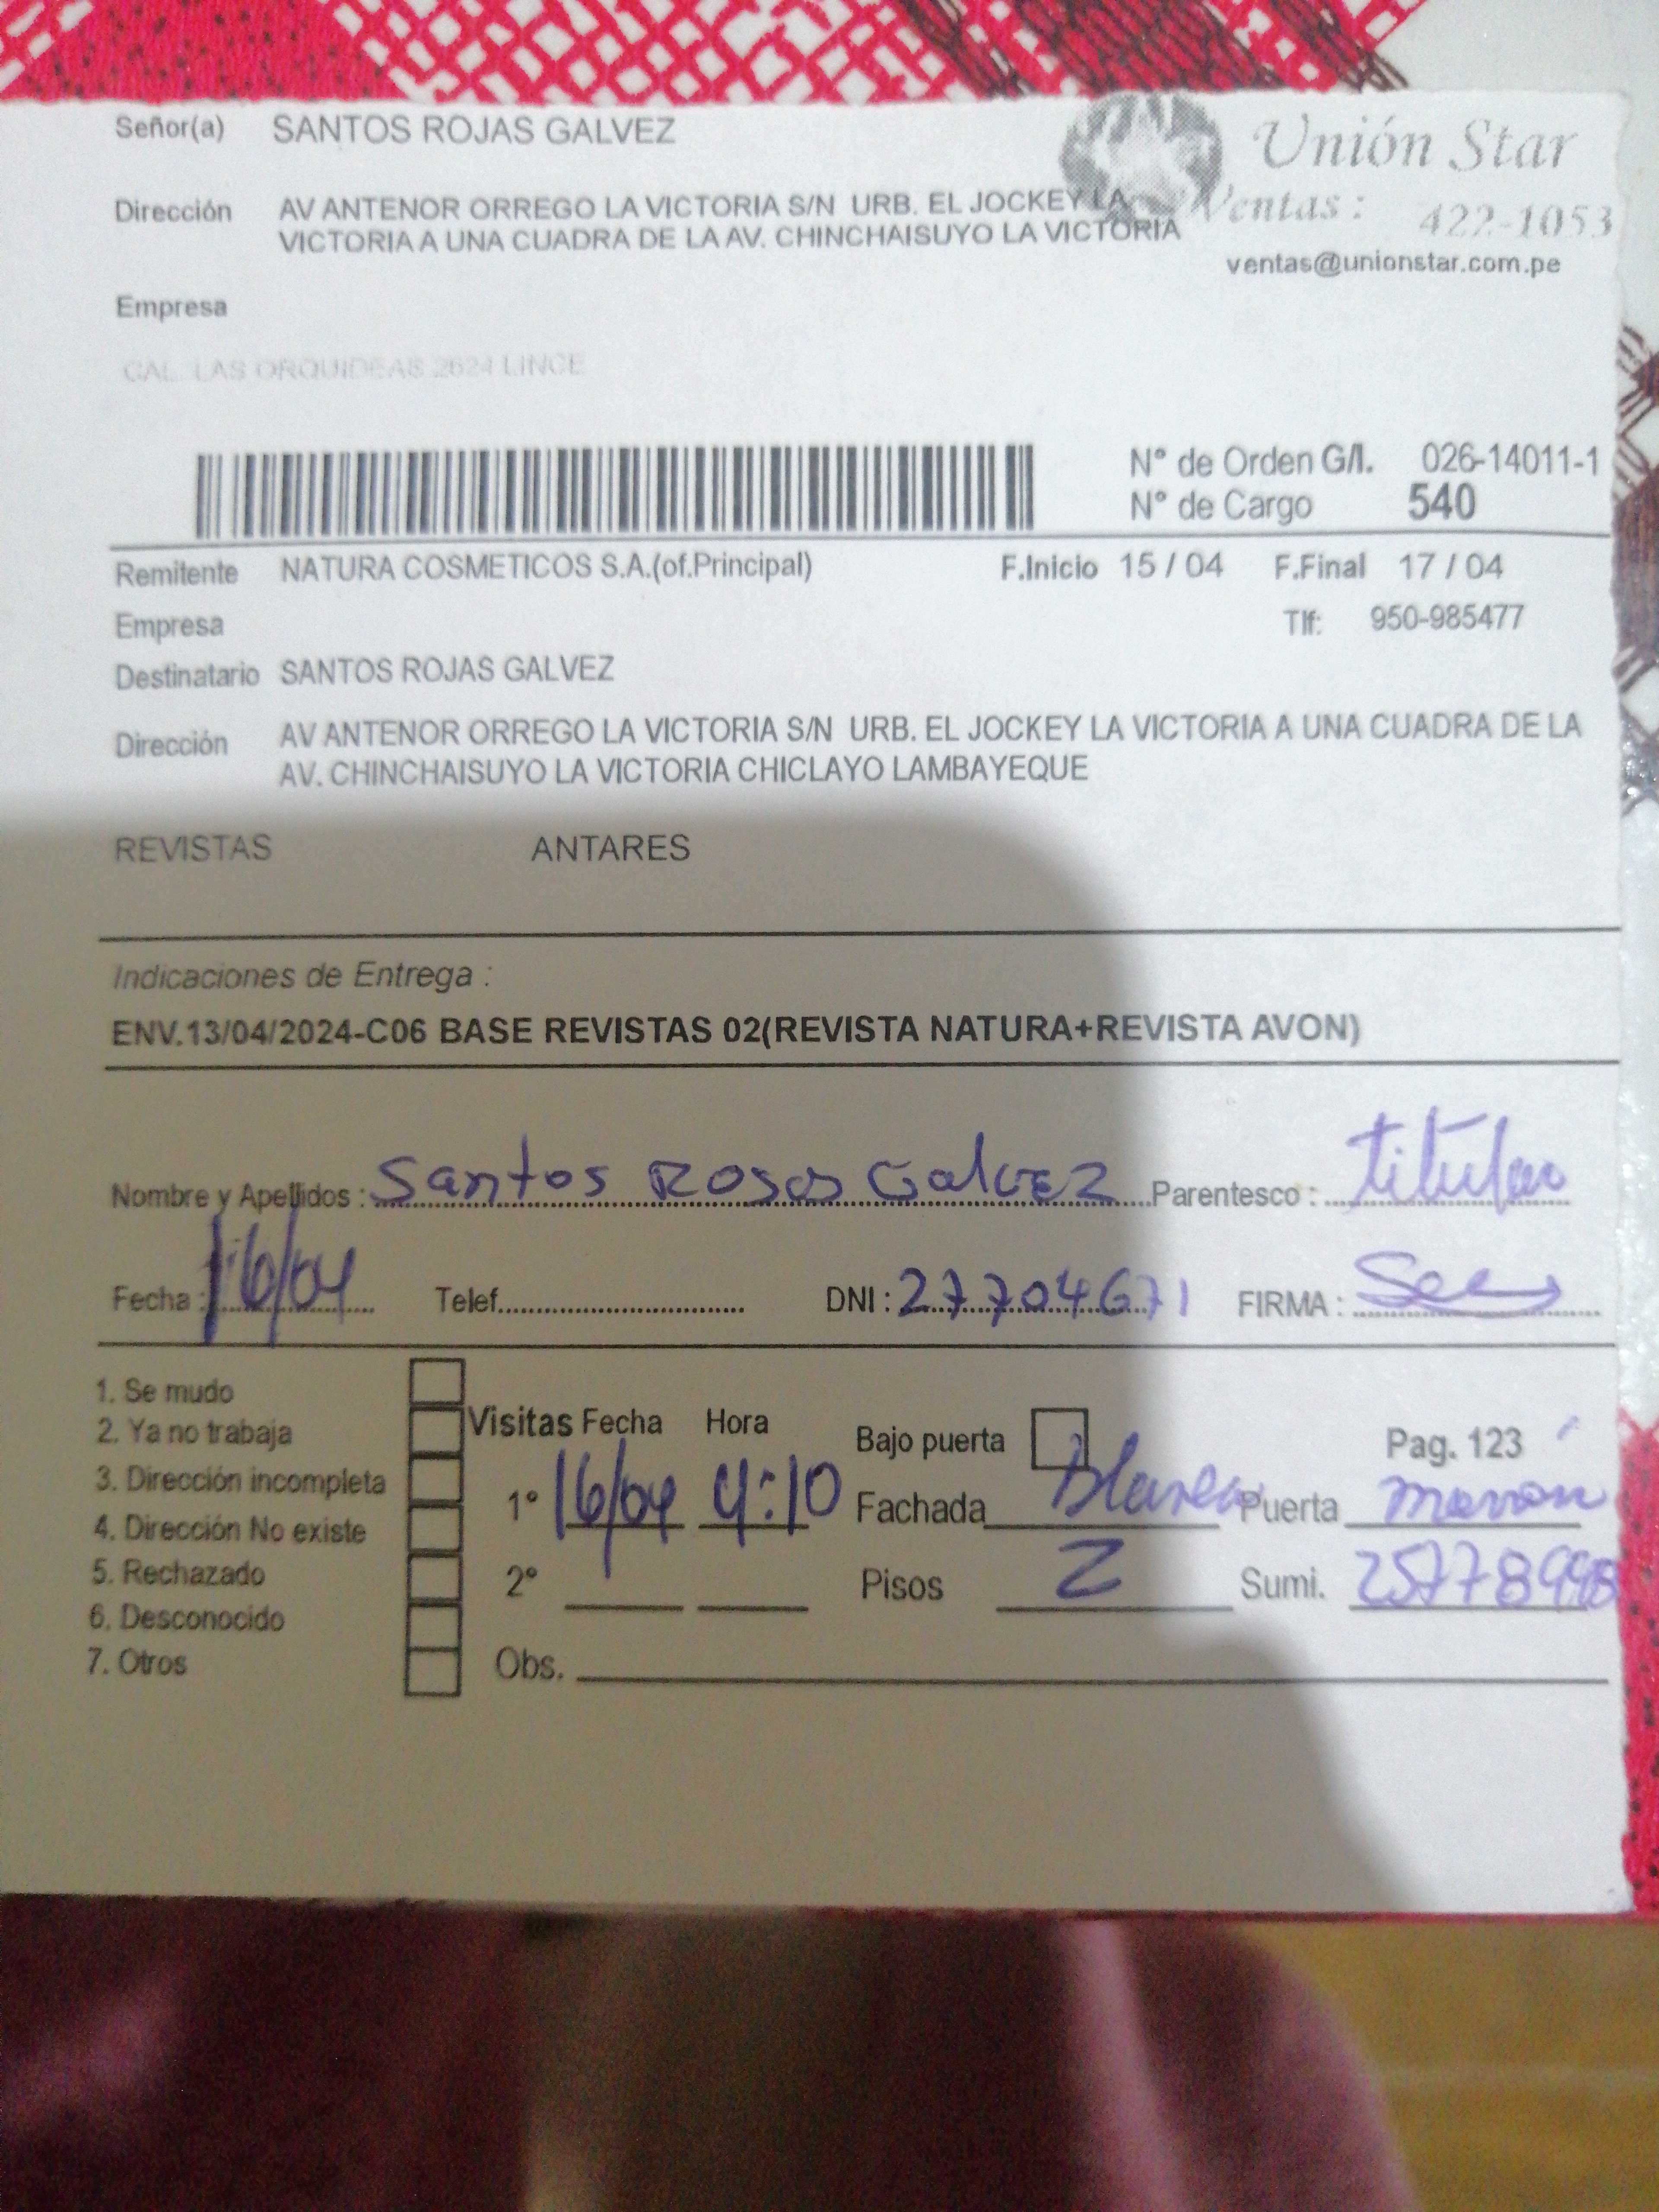 Señor(a) SANTOS ROJAS GALVEZ
Unión Star
Dirección AV ANTENOR ORREGO LA VICTORIA S/N URB. EL JOCKEY LA
VICTORIA A UNA CUADRA DE LA AV. CHINCHAISUYO LA VICTORIA
Ventas: 422-1053
ventas@unionstar.com.pe
Empresa
CAL. LAS ORQUIDEAS 2624 LINCE
N° de Orden G/I. 026-14011-1
N° de Cargo 540
Remitente NATURA COSMETICOS S.A.(of.Principal) F.Inicio 15 / 04 F.Final 17 / 04
Empresa Tlf: 950-985477
Destinatario SANTOS ROJAS GALVEZ
Dirección AV ANTENOR ORREGO LA VICTORIA S/N URB. EL JOCKEY LA VICTORIA A UNA CUADRA DE LA
AV. CHINCHAISUYO LA VICTORIA CHICLAYO LAMBAYEQUE
REVISTAS ANTARES
Indicaciones de Entrega :
ENV.13/04/2024-C06 BASE REVISTAS 02(REVISTA NATURA+REVISTA AVON)
Nombre y Apellidos : Santos Rojas Galvez Parentesco : titular
Fecha : 16/04 Telef. DNI : 27704671 FIRMA :
1. Se mudo
2. Ya no trabaja
3. Dirección incompleta
4. Dirección No existe
5. Rechazado
6. Desconocido
7. Otros
Visitas Fecha Hora Bajo puerta Pag. 123
1° 16/04 4:10 Fachada blanca Puerta marron
2° Pisos 2 Sumi.
Obs.